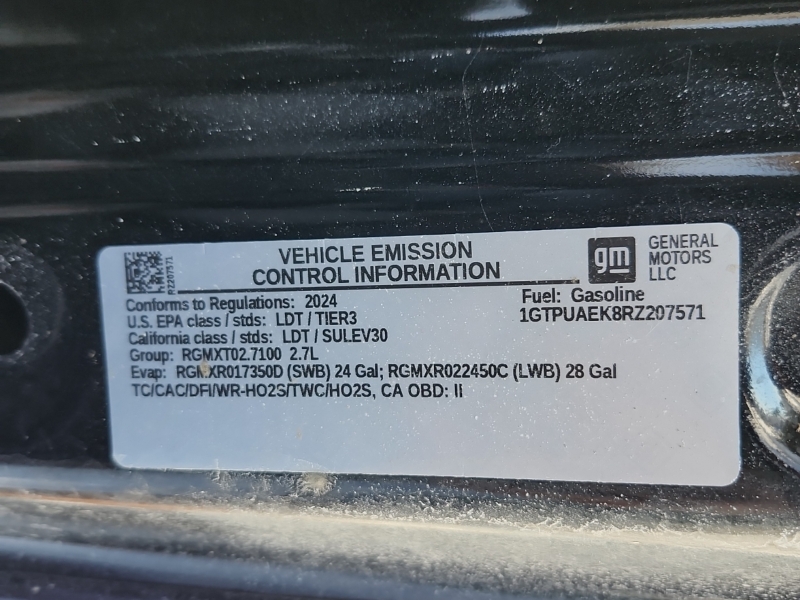 R2207571
VEHICLE EMISSION
CONTROL INFORMATION
gm
GENERAL
MOTORS
LLC
Conforms to Regulations: 2024
U.S. EPA class / stds: LDT / TIER3
California class / stds: LDT / SULEV30
Group: RGMXT02.7100 2.7L
Fuel: Gasoline
1GTPUAEK8RZ207571
Evap: RGMXR017350D (SWB) 24 Gal; RGMXR022450C (LWB) 28 Gal
TC/CAC/DFI/WR-HO2S/TWC/HO2S, CA OBD: II